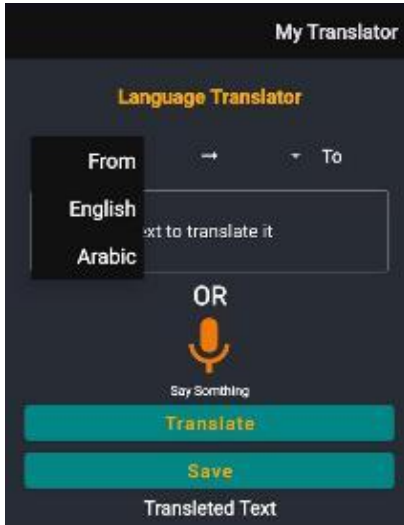 My Translator
Language Translator
From → To
English
ext to translate it
Arabic
OR
Say Somthing
Translate
Save
Transleted Text